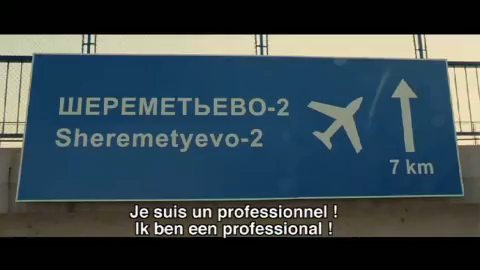 ШЕРЕМЕТЬЕВО-2
Sheremetyevo-2
7 km
Je suis un professionnel !
Ik ben een professional !